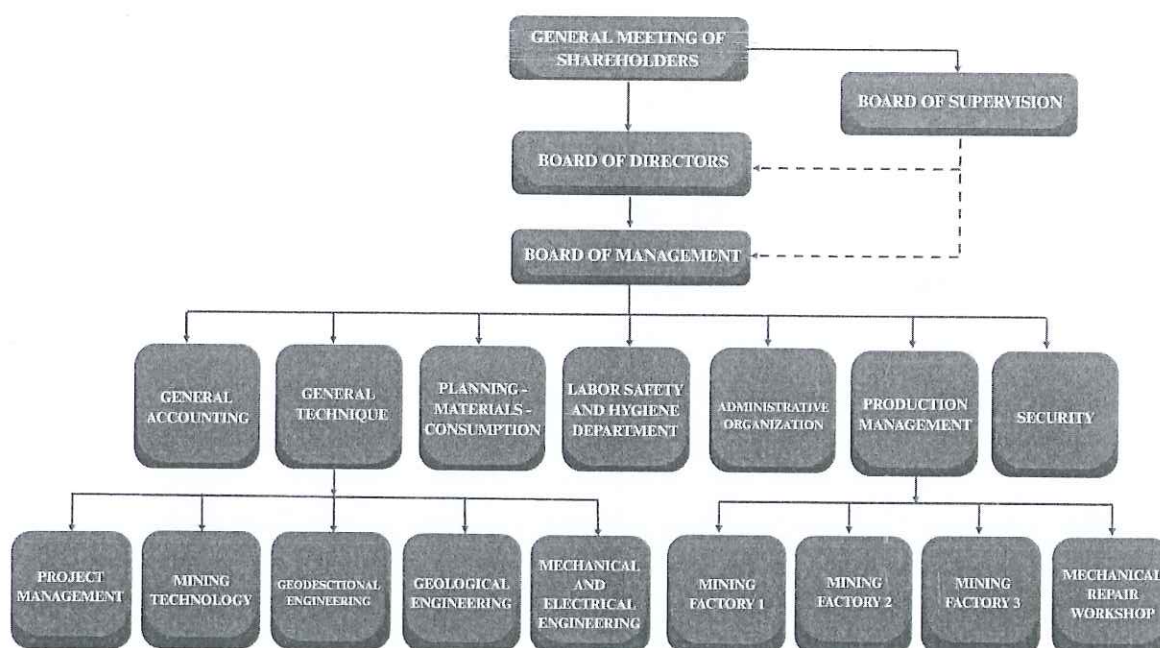 GENERAL MEETING OF
SHAREHOLDERS
BOARD OF SUPERVISION
BOARD OF DIRECTORS
BOARD OF MANAGEMENT
GENERAL
ACCOUNTING
GENERAL
TECHNIQUE
PLANNING -
MATERIALS -
CONSUMPTION
LABOR SAFETY
AND HYGIENE
DEPARTMENT
ADMINISTRATIVE
ORGANIZATION
PRODUCTION
MANAGEMENT
SECURITY
PROJECT
MANAGEMENT
MINING
TECHNOLOGY
GEODESCTIONAL
ENGINEERING
GEOLOGICAL
ENGINEERING
MECHANICAL
AND
ELECTRICAL
ENGINEERING
MINING
FACTORY 1
MINING
FACTORY 2
MINING
FACTORY 3
MECHANICAL
REPAIR
WORKSHOP